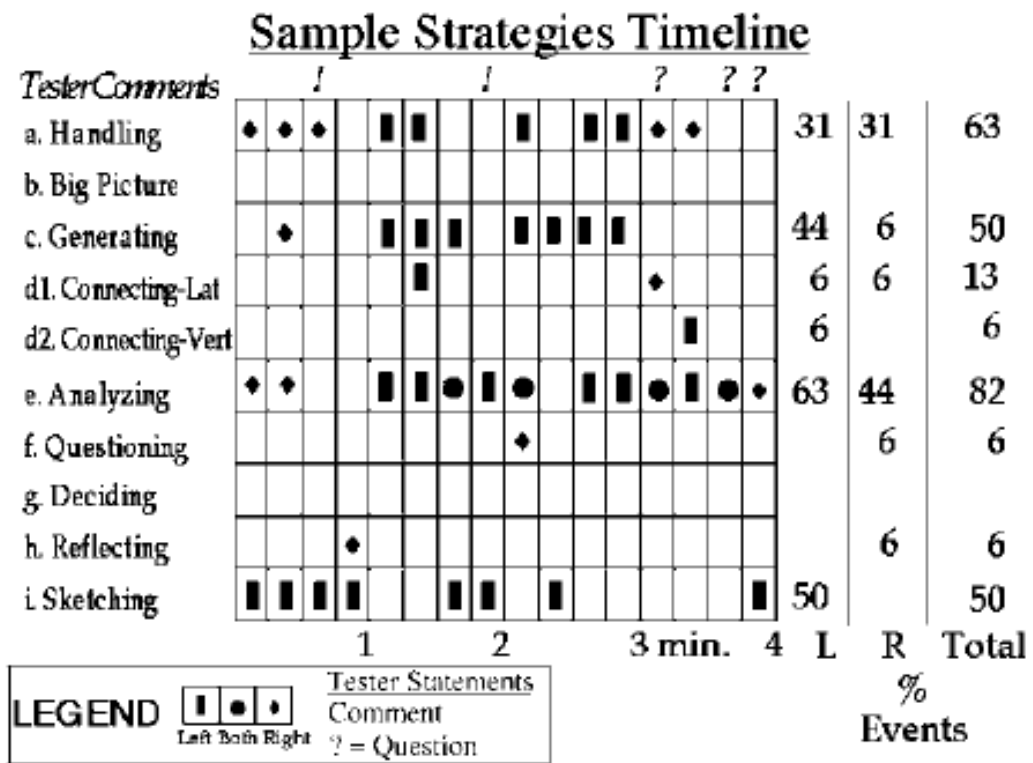 Sample Strategies Timeline
Tester Comments ! ! ? ? ?
a. Handling 31 31 63
b. Big Picture
c. Generating 44 6 50
d1. Connecting-Lat 6 6 13
d2. Connecting-Vert 6 6
e. Analyzing 63 44 82
f. Questioning 6 6
g. Deciding
h. Reflecting 6 6
i. Sketching 50 50
1 2 3 min. 4 L R Total
%
Events
LEGEND
Left Both Right
Tester Statements
Comment
? = Question